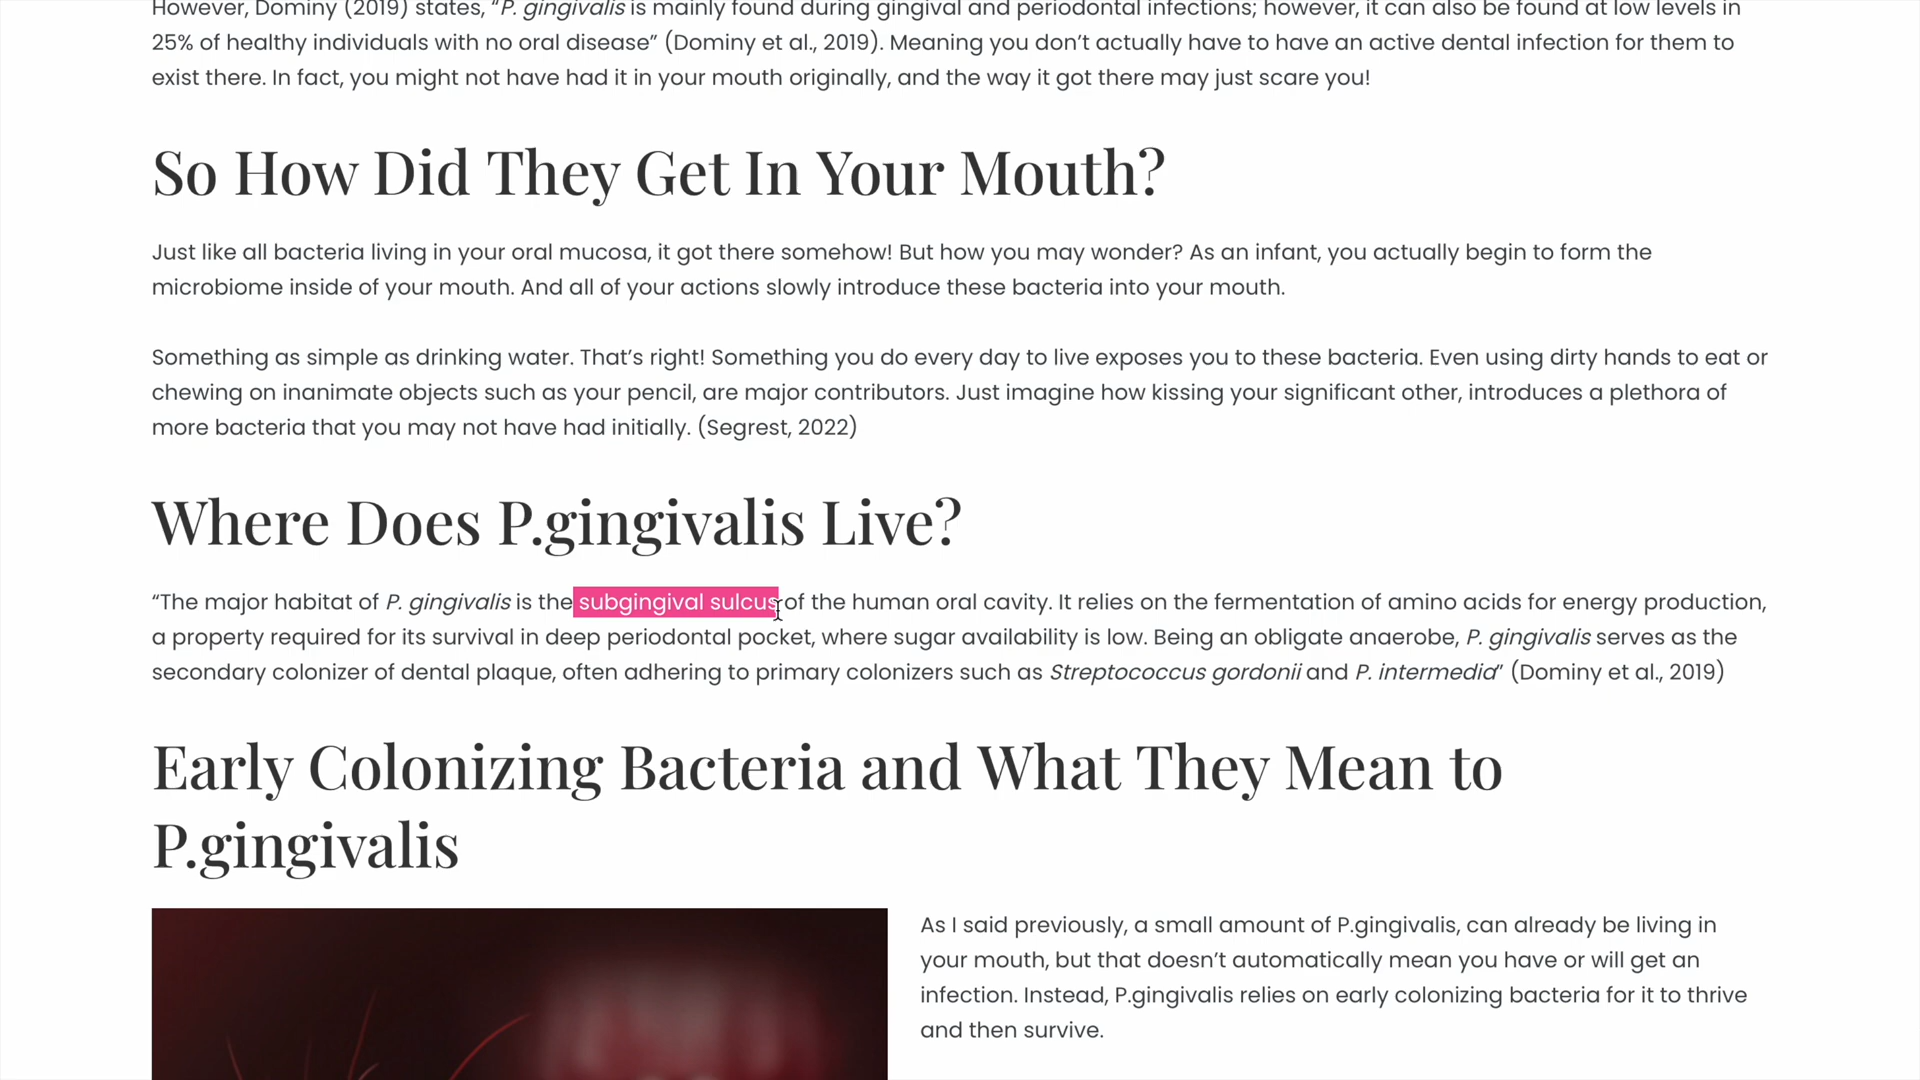 However, Dominy (2019) states, “P. gingivalis is mainly found during gingival and periodontal infections; however, it can also be found at low levels in
25% of healthy individuals with no oral disease” (Dominy et al., 2019). Meaning you don’t actually have to have an active dental infection for them to
exist there. In fact, you might not have had it in your mouth originally, and the way it got there may just scare you!
So How Did They Get In Your Mouth?
Just like all bacteria living in your oral mucosa, it got there somehow! But how you may wonder? As an infant, you actually begin to form the
microbiome inside of your mouth. And all of your actions slowly introduce these bacteria into your mouth.
Something as simple as drinking water. That’s right! Something you do every day to live exposes you to these bacteria. Even using dirty hands to eat or
chewing on inanimate objects such as your pencil, are major contributors. Just imagine how kissing your significant other, introduces a plethora of
more bacteria that you may not have had initially. (Segrest, 2022)
Where Does P.gingivalis Live?
“The major habitat of P. gingivalis is the subgingival sulcus of the human oral cavity. It relies on the fermentation of amino acids for energy production,
a property required for its survival in deep periodontal pocket, where sugar availability is low. Being an obligate anaerobe, P. gingivalis serves as the
secondary colonizer of dental plaque, often adhering to primary colonizers such as Streptococcus gordonii and P. intermedia” (Dominy et al., 2019)
Early Colonizing Bacteria and What They Mean to
P.gingivalis
As I said previously, a small amount of P.gingivalis, can already be living in
your mouth, but that doesn’t automatically mean you have or will get an
infection. Instead, P.gingivalis relies on early colonizing bacteria for it to thrive
and then survive.